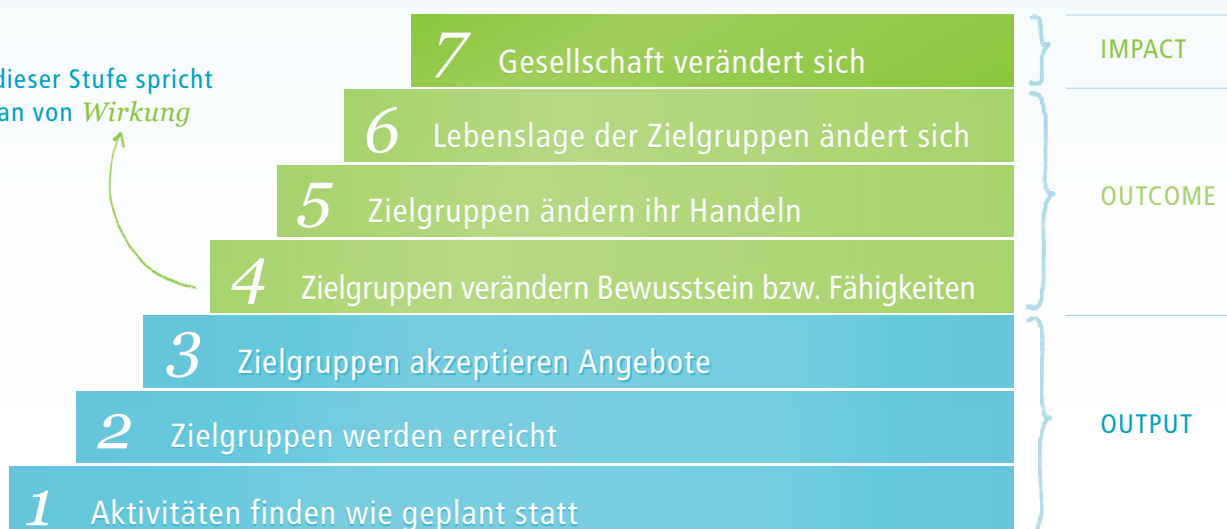 7 Gesellschaft verändert sich
IMPACT
dieser Stufe spricht
an von Wirkung
6 Lebenslage der Zielgruppen ändert sich
5 Zielgruppen ändern ihr Handeln
OUTCOME
4 Zielgruppen verändern Bewusstsein bzw. Fähigkeiten
3 Zielgruppen akzeptieren Angebote
2 Zielgruppen werden erreicht
OUTPUT
1 Aktivitäten finden wie geplant statt